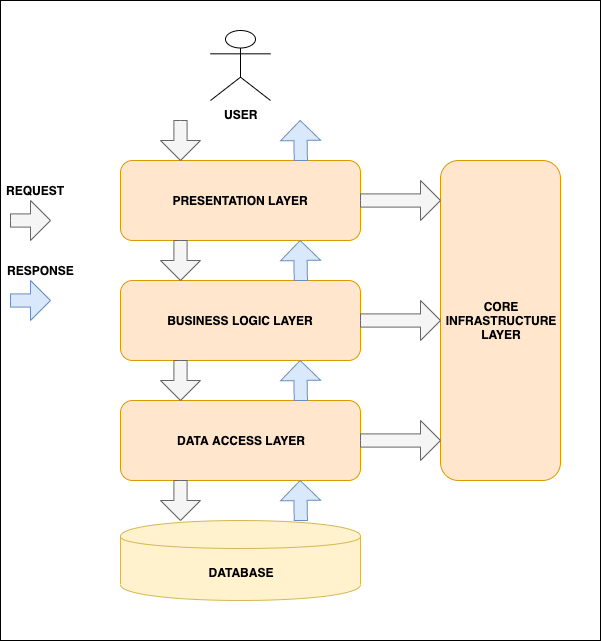 USER
REQUEST
PRESENTATION LAYER
RESPONSE
BUSINESS LOGIC LAYER
CORE
INFRASTRUCTURE
LAYER
DATA ACCESS LAYER
DATABASE